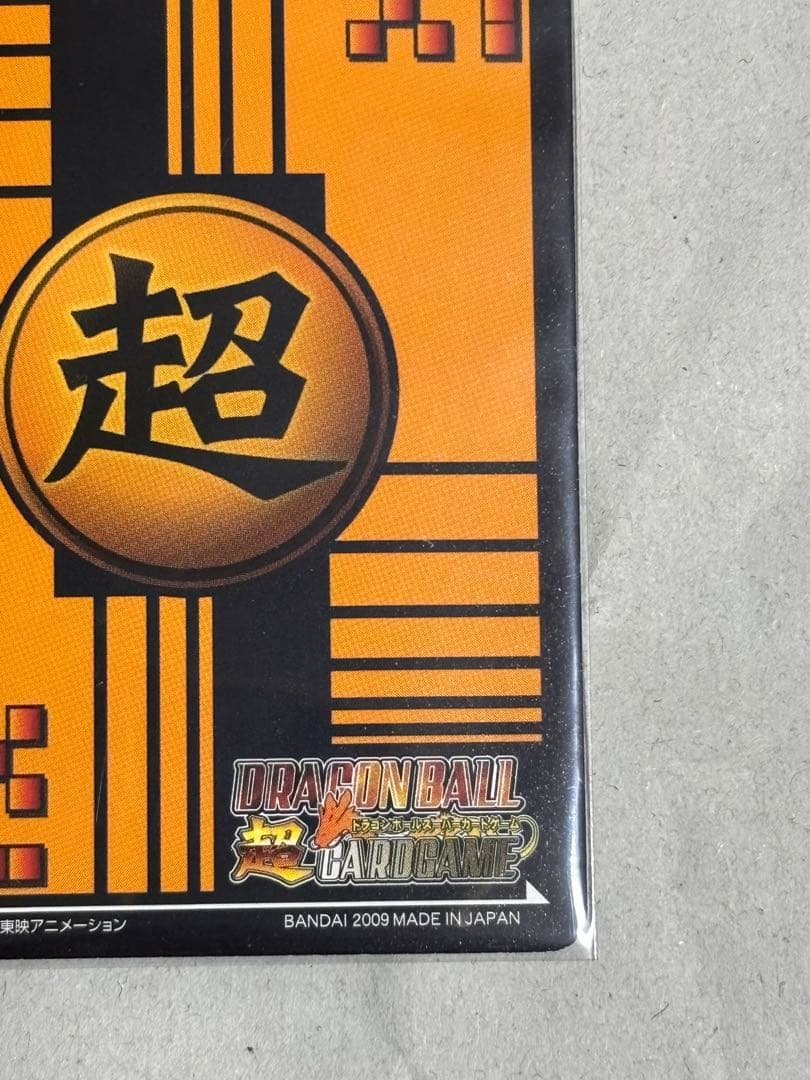 超
DRAGON BALL
ドラゴンボールスーパーカードゲーム
超 CARDGAME
東映アニメーション
BANDAI 2009 MADE IN JAPAN